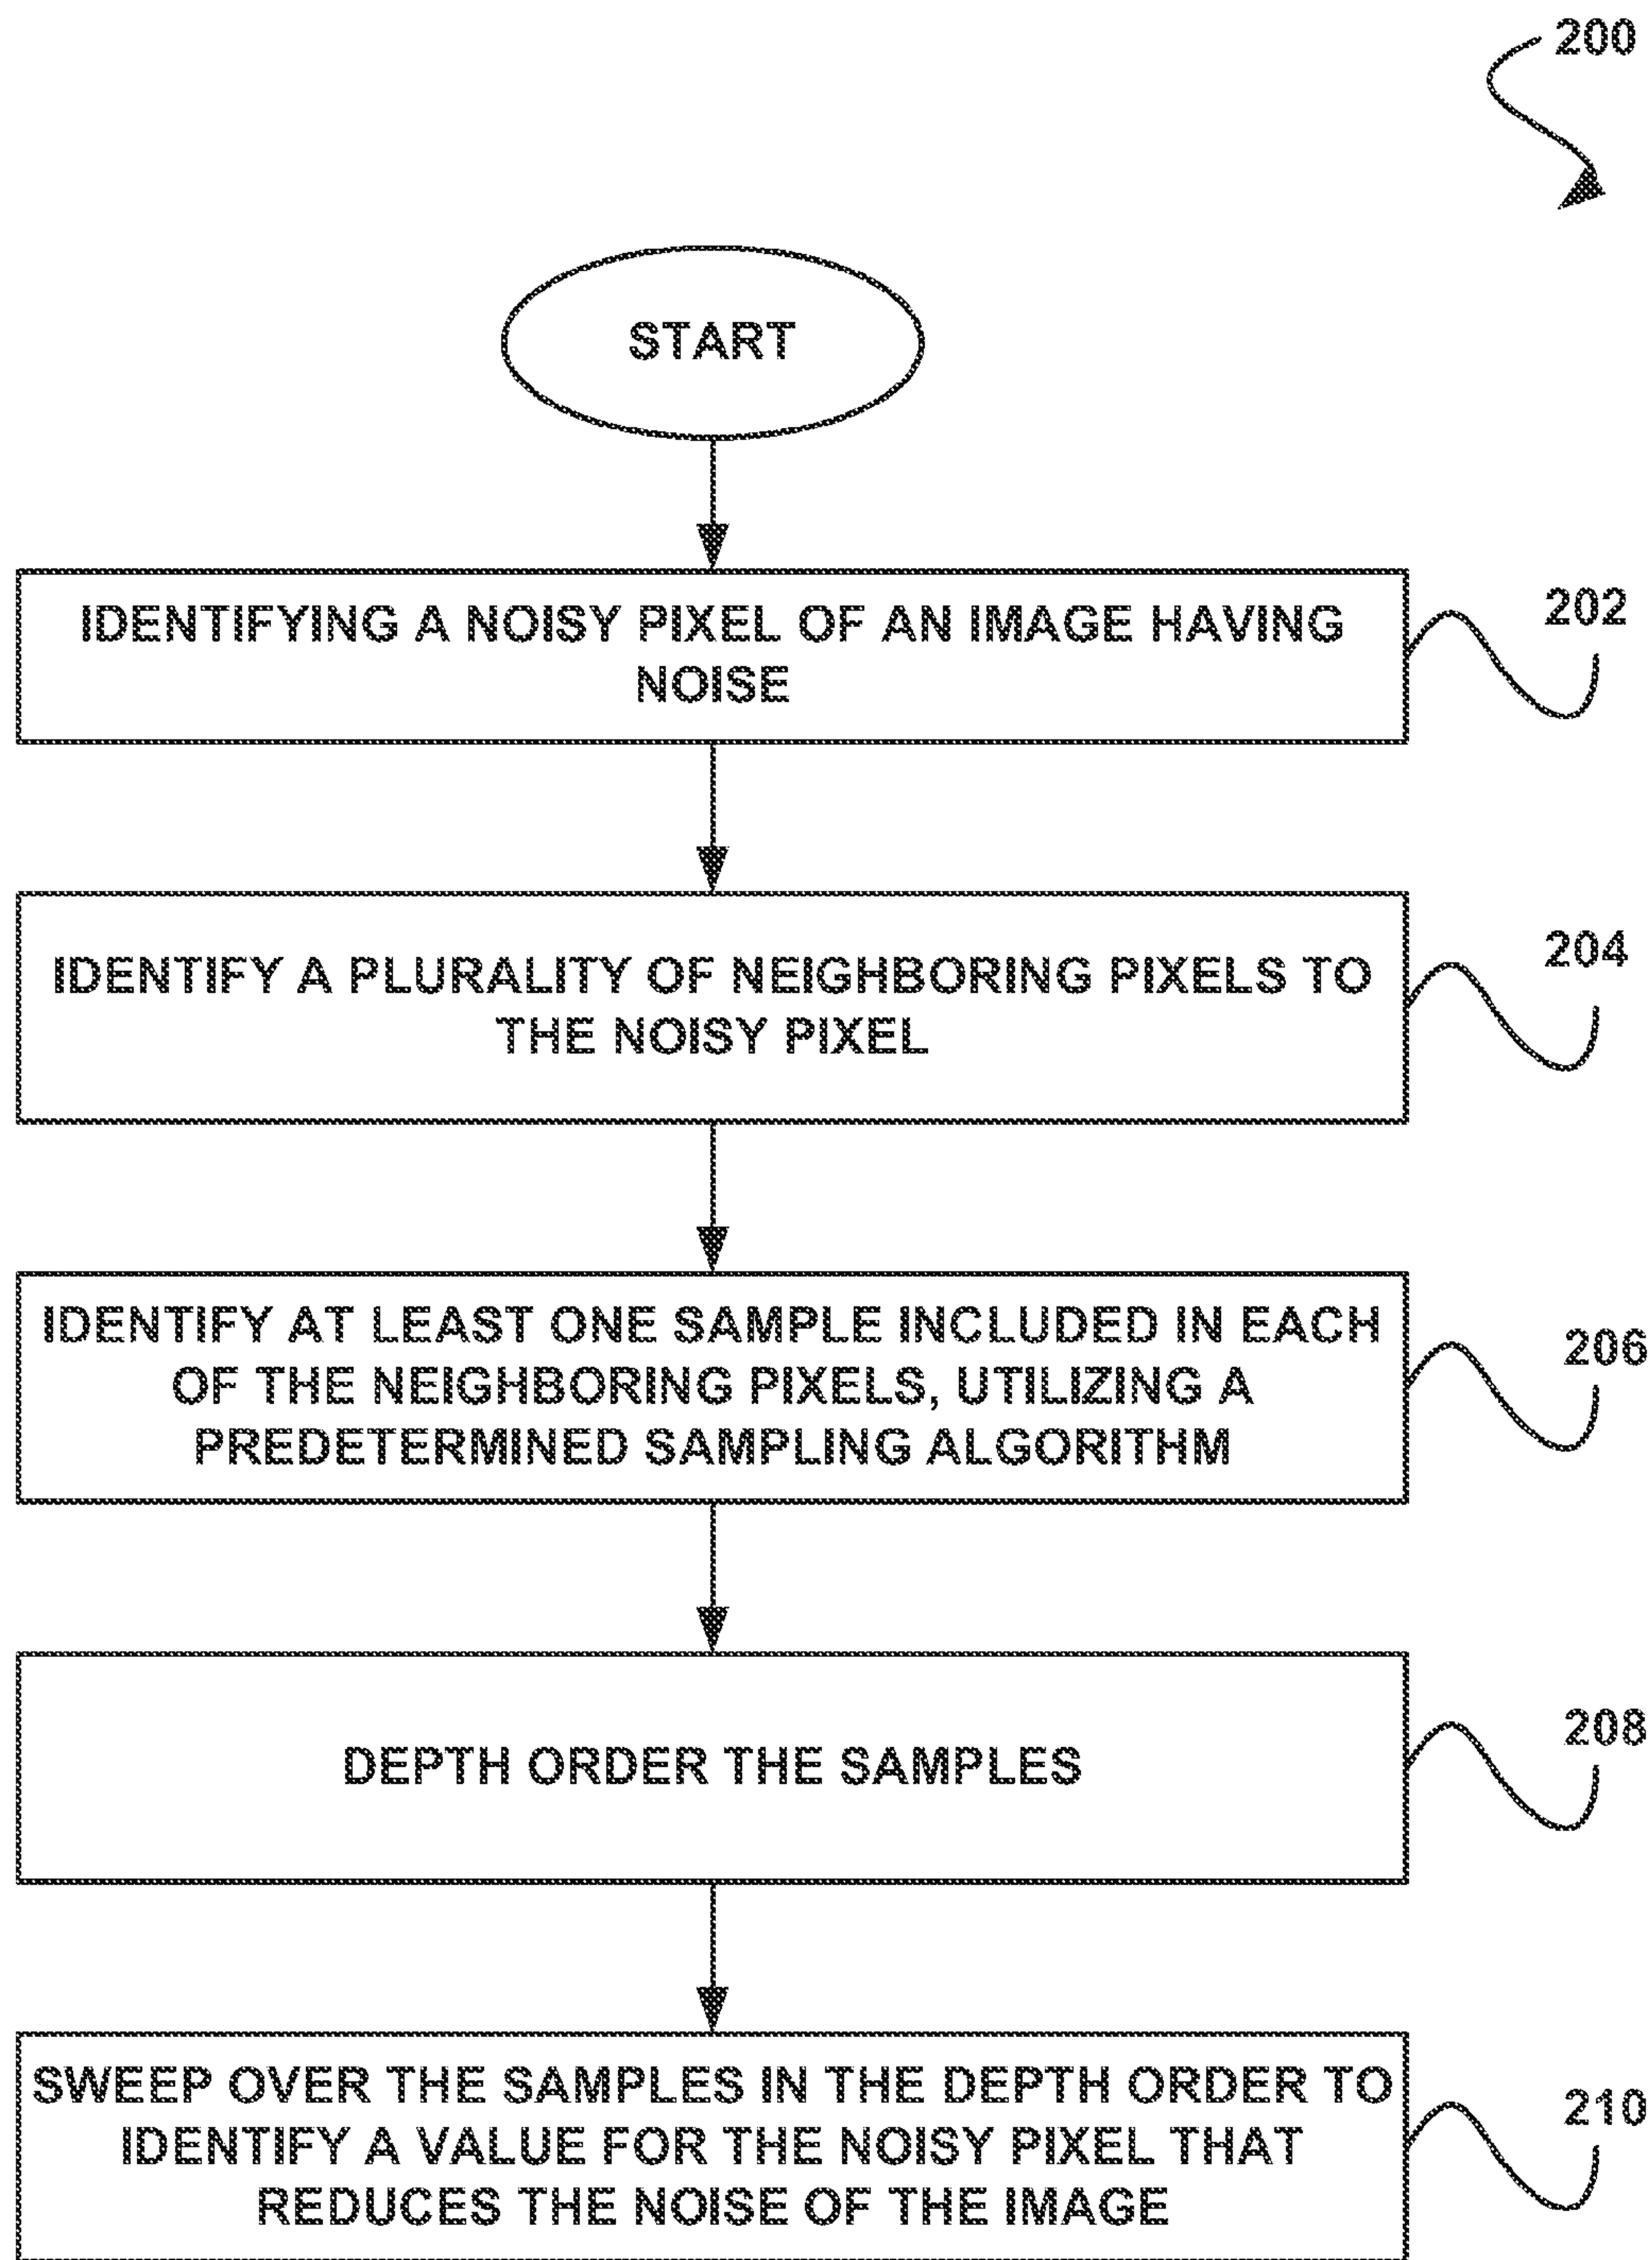 200
START
IDENTIFYING A NOISY PIXEL OF AN IMAGE HAVING
NOISE
202
IDENTIFY A PLURALITY OF NEIGHBORING PIXELS TO
THE NOISY PIXEL
204
IDENTIFY AT LEAST ONE SAMPLE INCLUDED IN EACH
OF THE NEIGHBORING PIXELS, UTILIZING A
PREDETERMINED SAMPLING ALGORITHM
206
DEPTH ORDER THE SAMPLES
208
SWEEP OVER THE SAMPLES IN THE DEPTH ORDER TO
IDENTIFY A VALUE FOR THE NOISY PIXEL THAT
REDUCES THE NOISE OF THE IMAGE
210